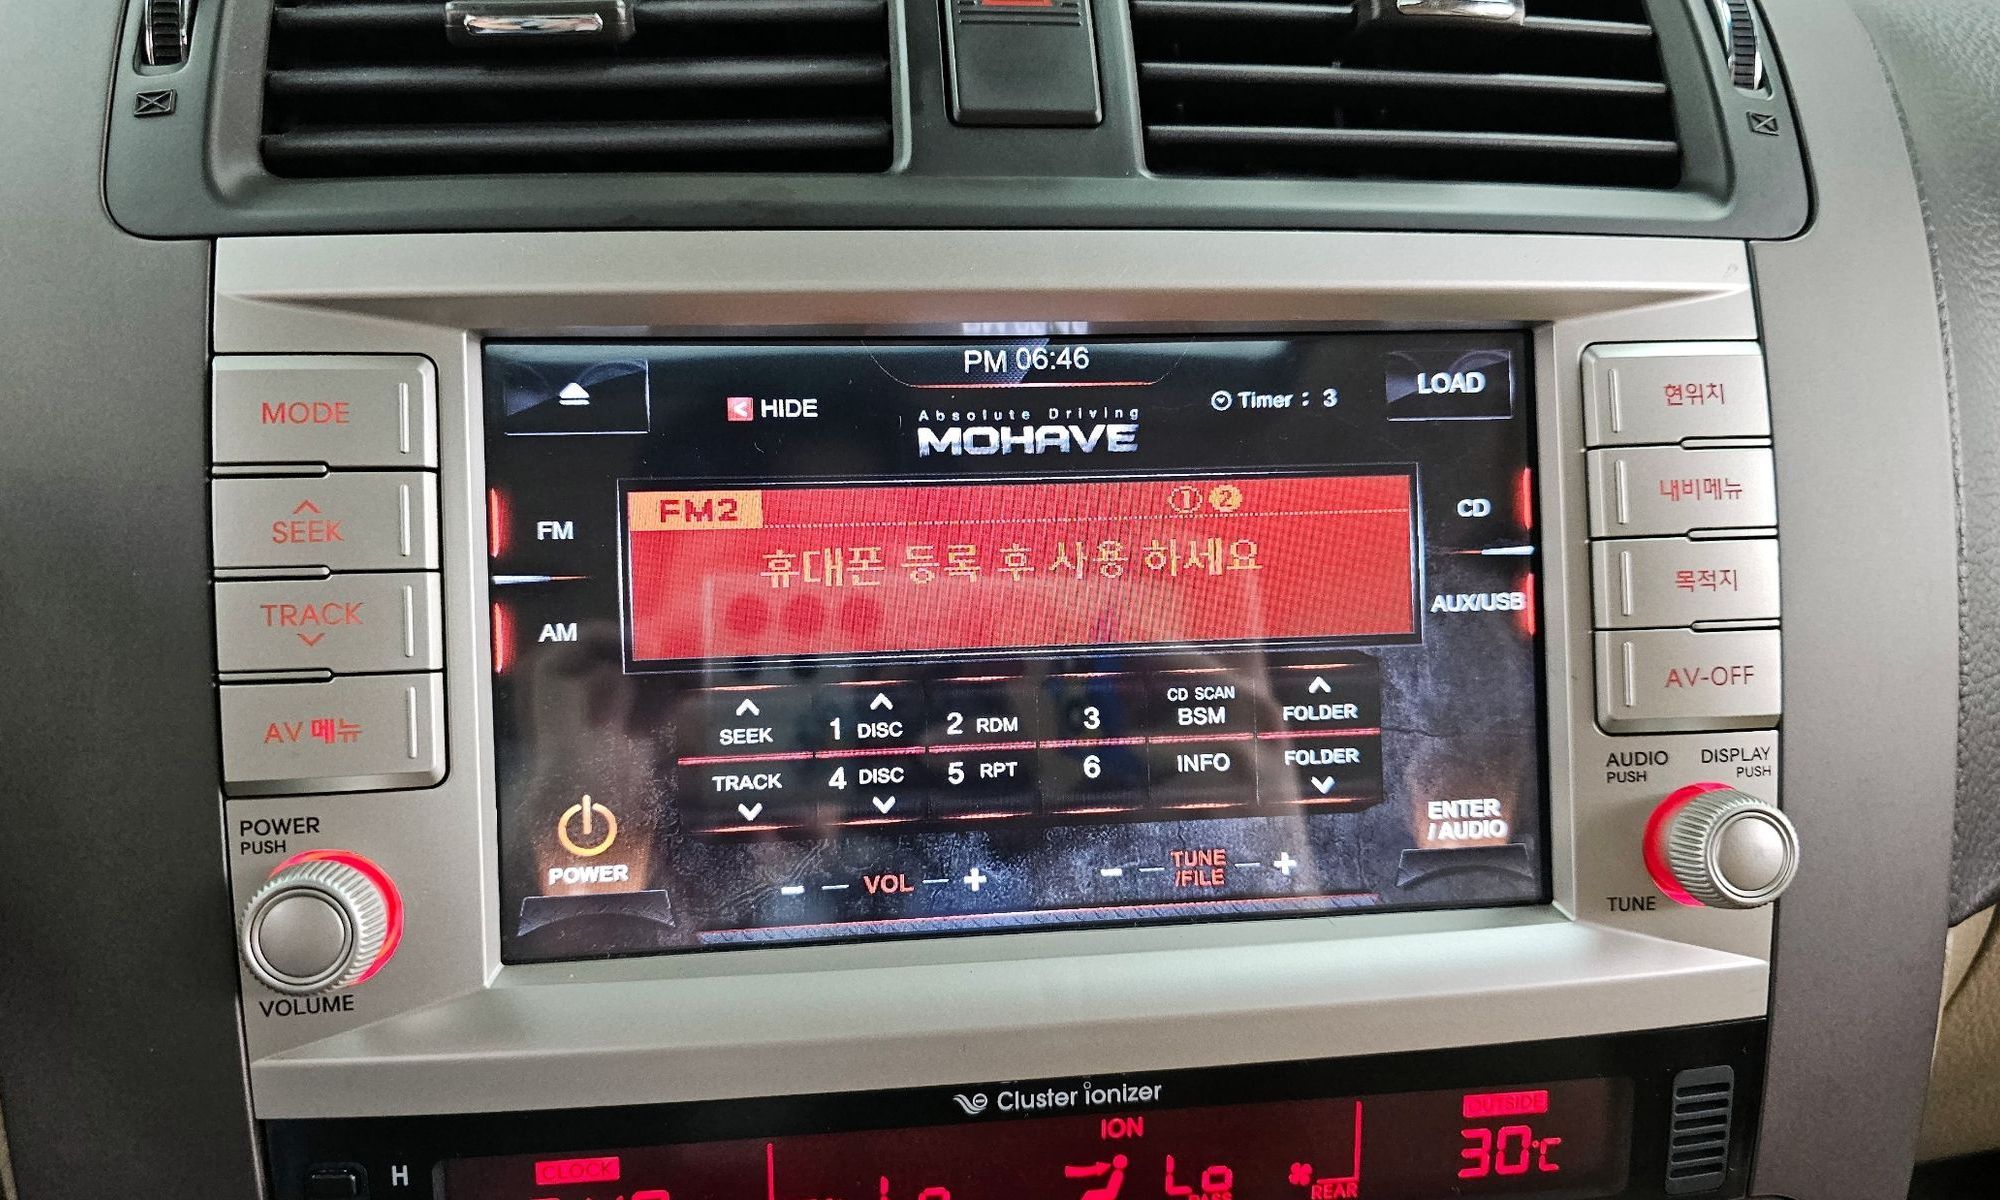 PM 06:46
HIDE
Absolute Driving
MOHAVE
Timer : 3
LOAD
MODE
SEEK
TRACK
AV 메뉴
POWER
PUSH
VOLUME
FM
AM
FM2 1 2
휴대폰 등록 후 사용 하세요
CD
AUX/USB
SEEK
1 DISC
2 RDM
3
CD SCAN
BSM
FOLDER
TRACK
4 DISC
5 RPT
6
INFO
FOLDER
POWER
- VOL +
- TUNE
/FILE +
ENTER
/ AUDIO
현위치
내비메뉴
목적지
AV-OFF
AUDIO
PUSH
DISPLAY
PUSH
TUNE
Cluster ionizer
ION
OUTSIDE
30℃
CLOCK
H
Lo
PASS
REAR